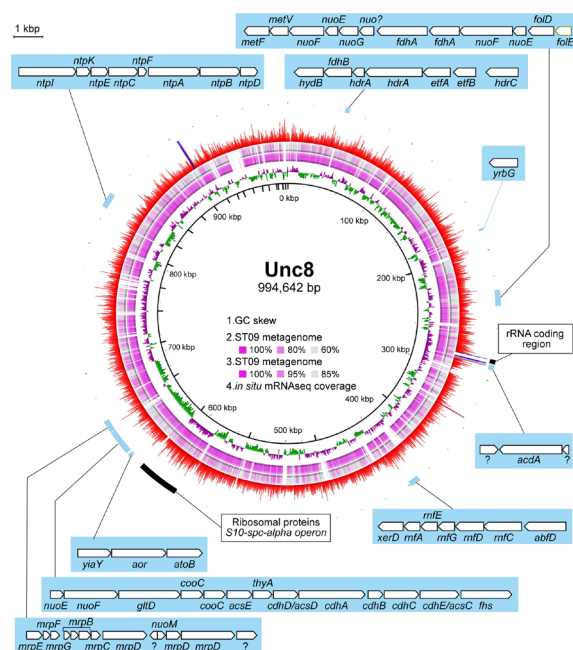 1 kbp
metV nuoE nuo? folD
metF nuoF nuoG fdhA fdhA nuoF nuoE folE
ntpK ntpF
ntpI ntpE ntpC ntpA ntpB ntpD
fdhB
hydB hdrA hdrA etfA etfB hdrC
yrbG
0 kbp
100 kbp
200 kbp
300 kbp
400 kbp
500 kbp
600 kbp
700 kbp
800 kbp
900 kbp
Unc8
994,642 bp
1.GC skew
2.ST09 metagenome
100% 80% 60%
3.ST09 metagenome
100% 95% 85%
4.in situ mRNAseq coverage
rRNA coding
region
? acdA ?
rnfE
xerD rnfA rnfG rnfD rnfC abfD
Ribosomal proteins
S10-spc-alpha operon
yiaY aor atoB
cooC thyA
nuoE nuoF gltD cooC acsE cdhD/acsD cdhA cdhB cdhC cdhE/acsC fhs
mrpF mrpB nuoM
mrpE mrpG mrpC mrpD ? mrpD mrpD ?